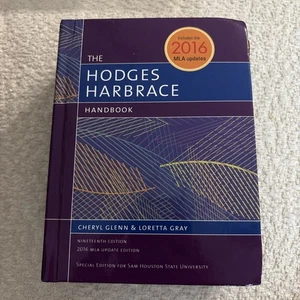 Includes the
2016
MLA updates
THE
HODGES
HARBRACE
HANDBOOK
CHERYL GLENN & LORETTA GRAY
NINETEENTH EDITION
2016 MLA UPDATE EDITION
SPECIAL EDITION FOR SAM HOUSTON STATE UNIVERSITY